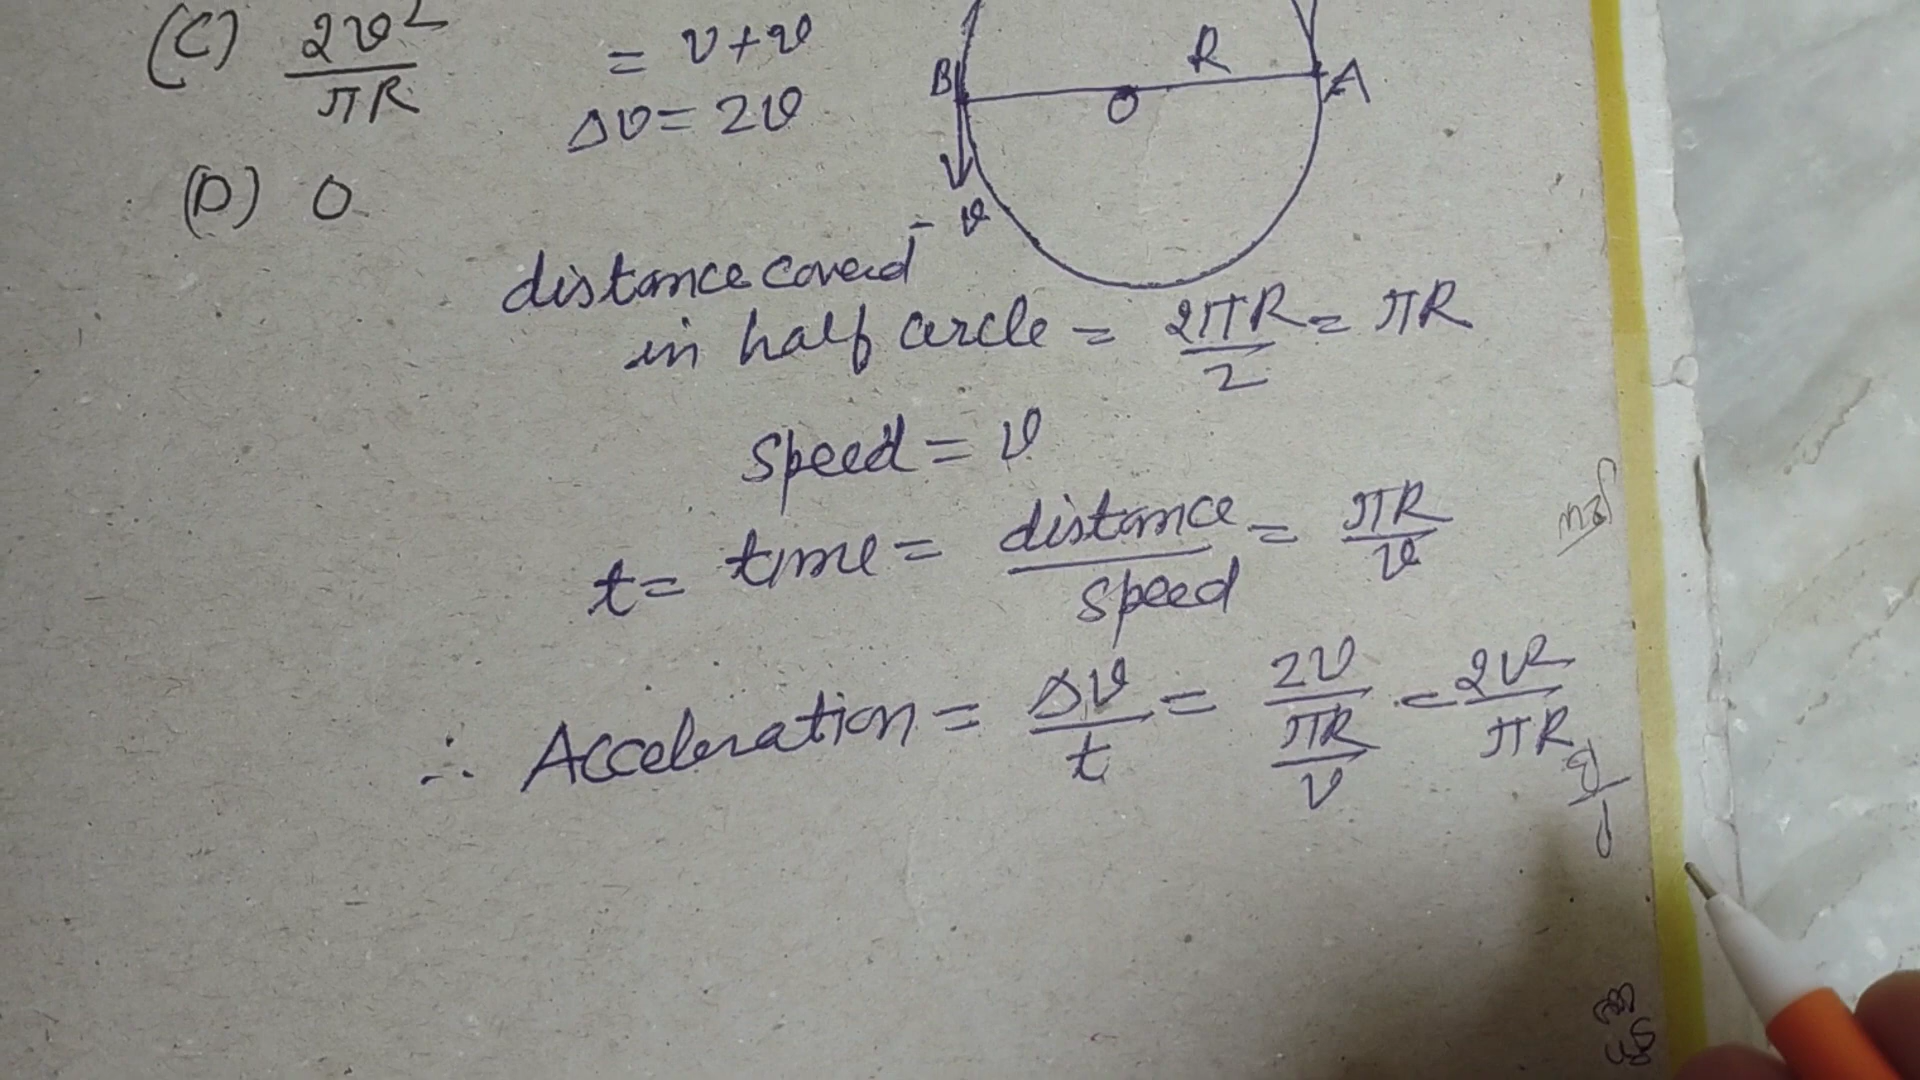 (C) 2v²/πR
= v+v
Δv = 2v
(D) 0
B O R A
-v
distance coverd
in half circle = 2πR/2 = πR
speed = v
t = time = distance/speed = πR/v
∴ Acceleration = Δv/t = 2v/(πR/v) = 2v²/πR